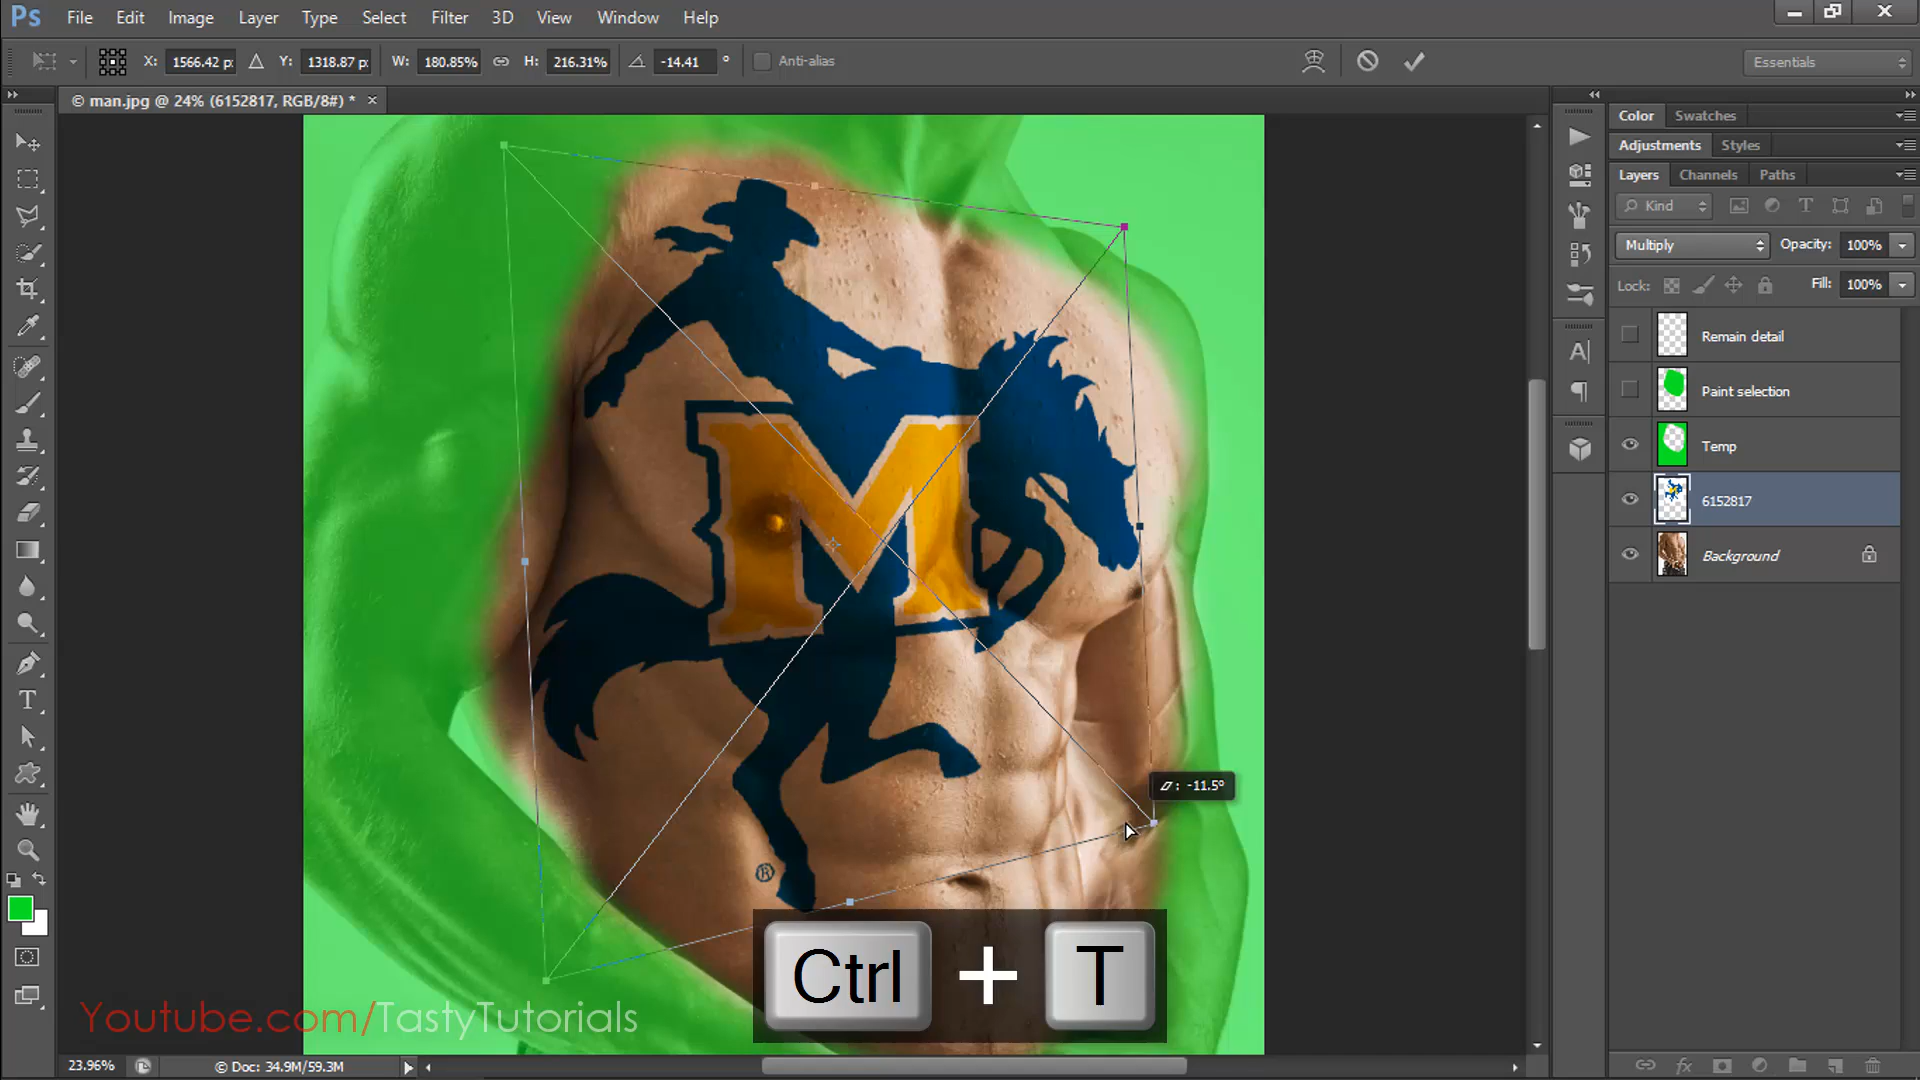 Ps File Edit Image Layer Type Select Filter 3D View Window Help
X: 1566.42 p: Y: 1318.87 p: W: 180.85% H: 216.31% -14.41 ° Anti-alias Essentials
© man.jpg @ 24% (6152817, RGB/8#) * ×
Color Swatches
Adjustments Styles
Layers Channels Paths
Kind
Multiply Opacity: 100%
Lock: Fill: 100%
Remain detail
Paint selection
Temp
6152817
Background
M
®
-11.5°
Ctrl + T
Youtube.com/TastyTutorials
23.96% © Doc: 34.9M/59.3M